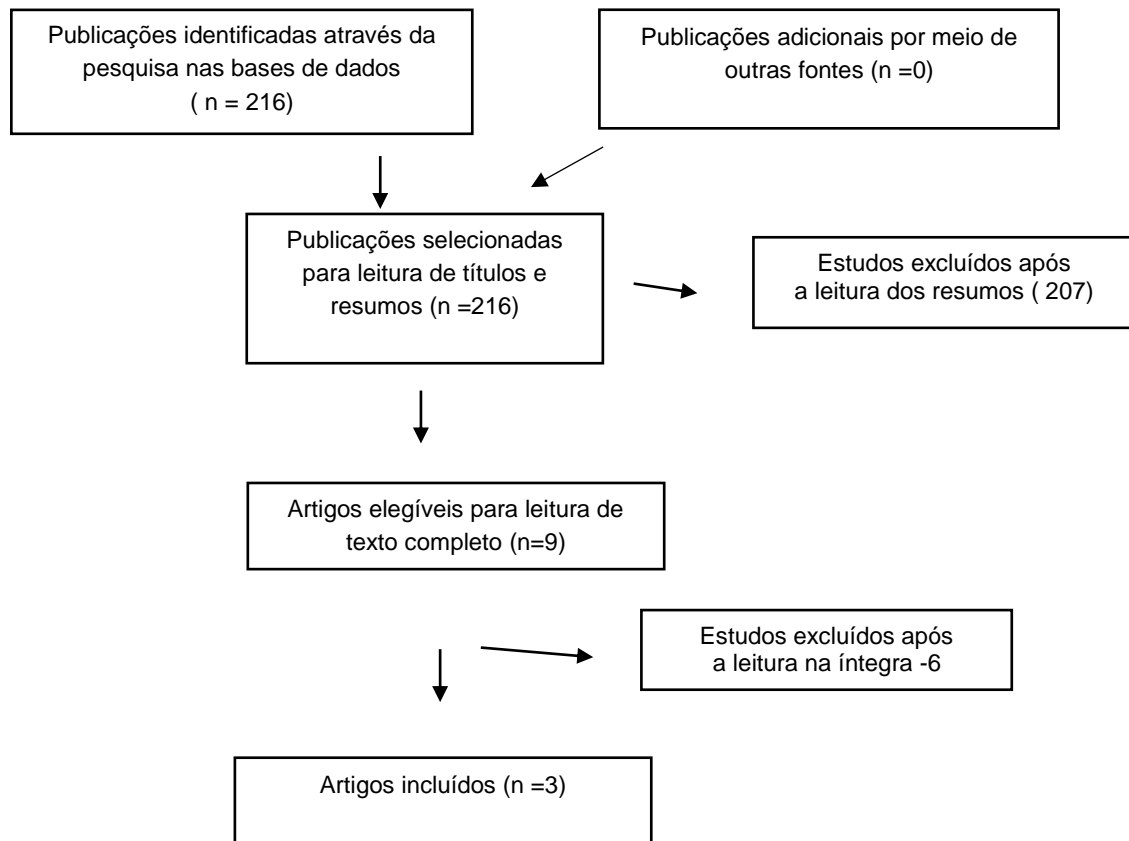 Publicações identificadas através da
pesquisa nas bases de dados
( n = 216)
Publicações adicionais por meio de
outras fontes (n =0)
Publicações selecionadas
para leitura de títulos e
resumos (n =216)
Estudos excluídos após
a leitura dos resumos ( 207)
Artigos elegíveis para leitura de
texto completo (n=9)
Estudos excluídos após
a leitura na íntegra -6
Artigos incluídos (n =3)